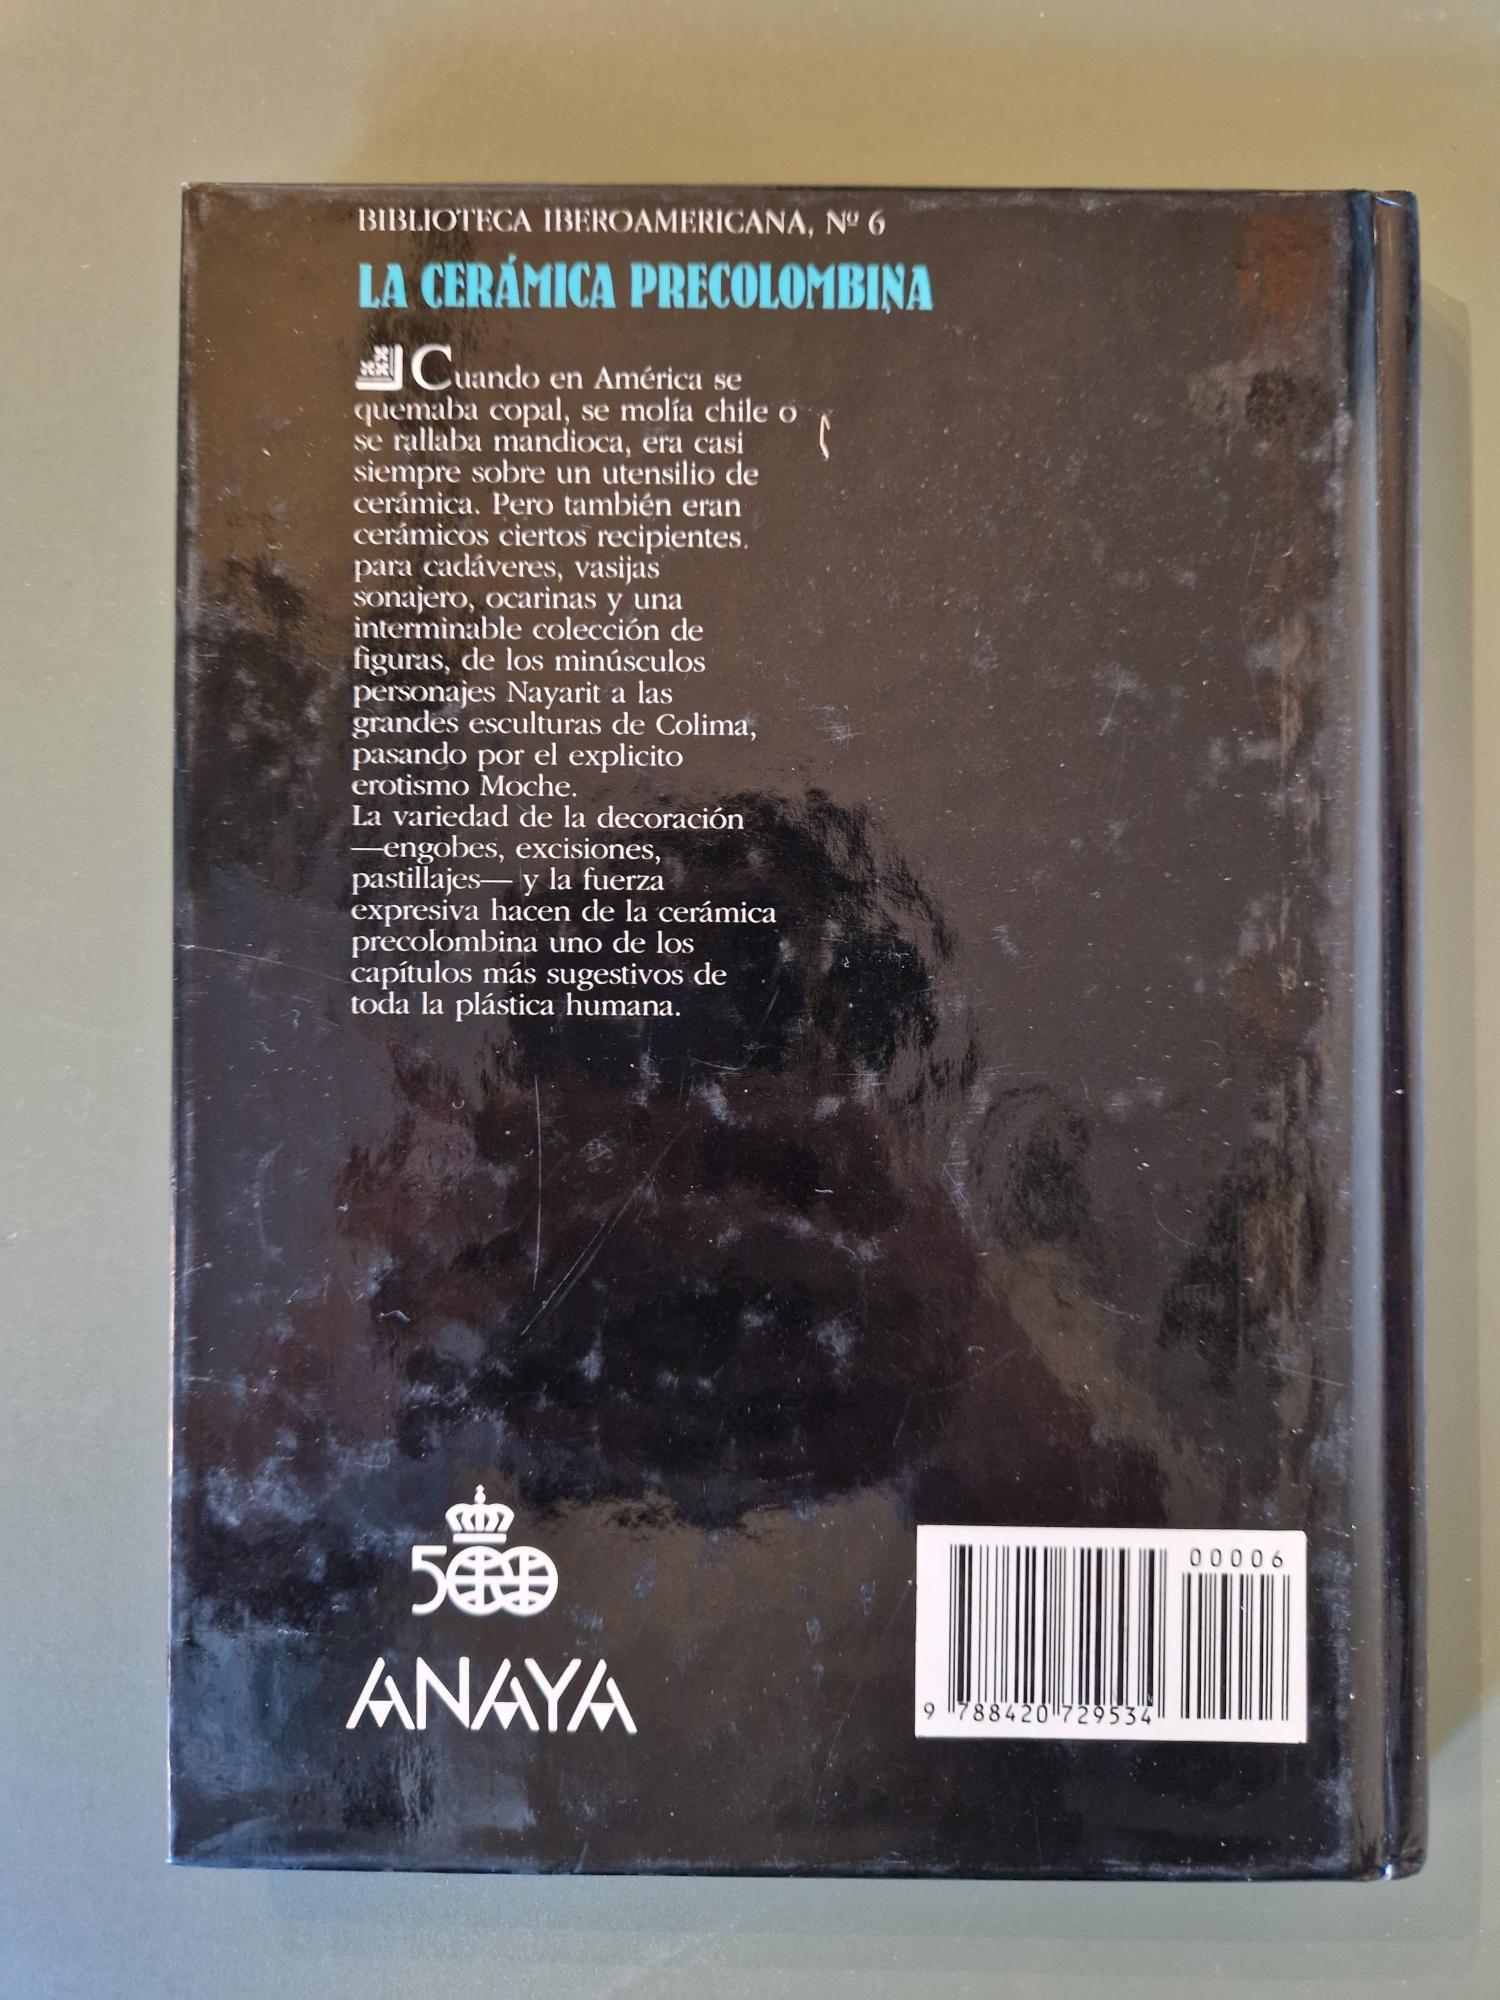 BIBLIOTECA IBEROAMERICANA, Nº 6
LA CERÁMICA PRECOLOMBINA
Cuando en América se
quemaba copal, se molía chile o
se rallaba mandioca, era casi
siempre sobre un utensilio de
cerámica. Pero también eran
cerámicos ciertos recipientes.
para cadáveres, vasijas
sonajero, ocarinas y una
interminable colección de
figuras, de los minúsculos
personajes Nayarit a las
grandes esculturas de Colima,
pasando por el explicito
erotismo Moche.
La variedad de la decoración
—engobes, excisiones,
pastillajes— y la fuerza
expresiva hacen de la cerámica
precolombina uno de los
capítulos más sugestivos de
toda la plástica humana.
500
ANAYA
00006
9 788420 729534